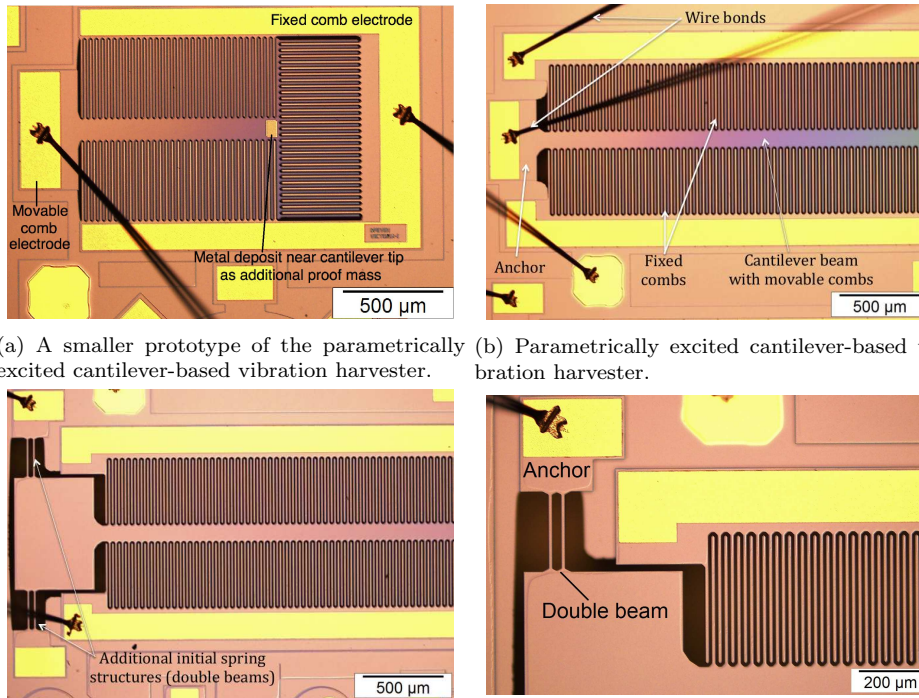 Fixed comb electrode
Movable
comb
electrode
Metal deposit near cantilever tip
as additional proof mass
500 µm
Wire bonds
Anchor
Fixed
combs
Cantilever beam
with movable combs
500 µm
(a) A smaller prototype of the parametrically
excited cantilever-based vibration harvester.
(b) Parametrically excited cantilever-based
bration harvester.
Additional initial spring
structures (double beams)
500 µm
Anchor
Double beam
200 µm